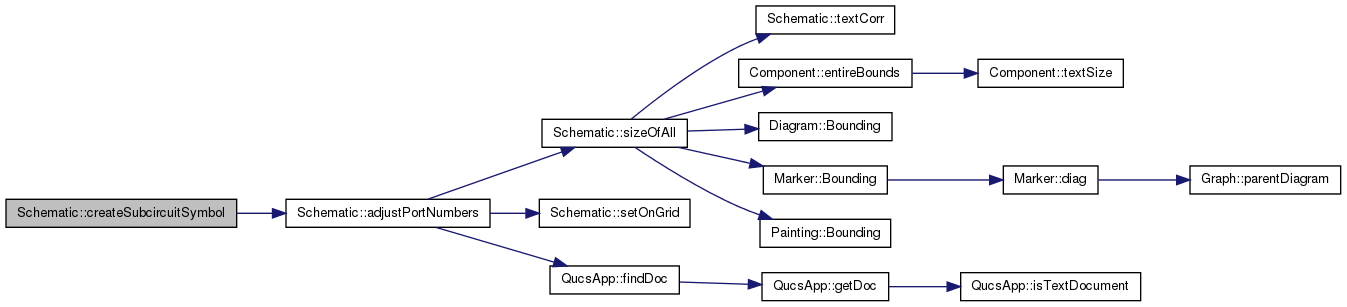 Schematic::createSubcircuitSymbol
Schematic::adjustPortNumbers
Schematic::sizeOfAll
Schematic::textCorr
Component::entireBounds
Component::textSize
Diagram::Bounding
Marker::Bounding
Marker::diag
Graph::parentDiagram
Painting::Bounding
Schematic::setOnGrid
QucsApp::findDoc
QucsApp::getDoc
QucsApp::isTextDocument